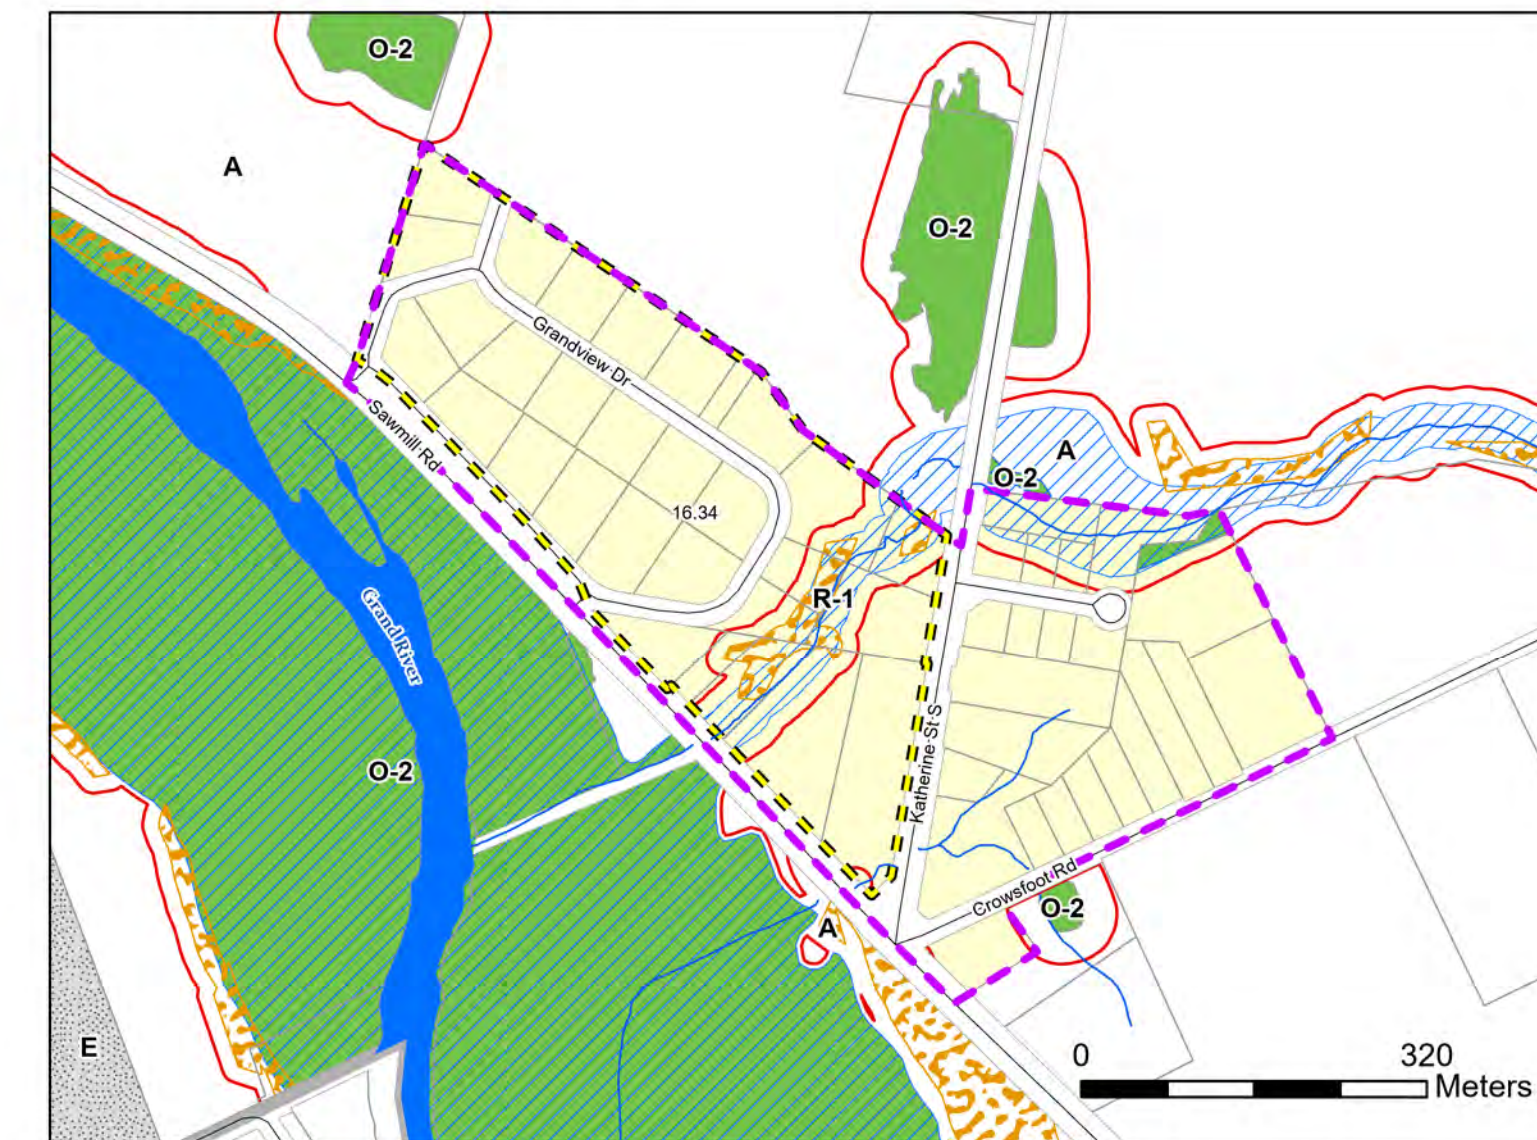 O-2
A
O-2
Grandview Dr
Sawmill Rd
A
O-2
16.34
R-1
Grand River
Katherine St S
O-2
Crowsfoot Rd
O-2
A
E
0 320
Meters